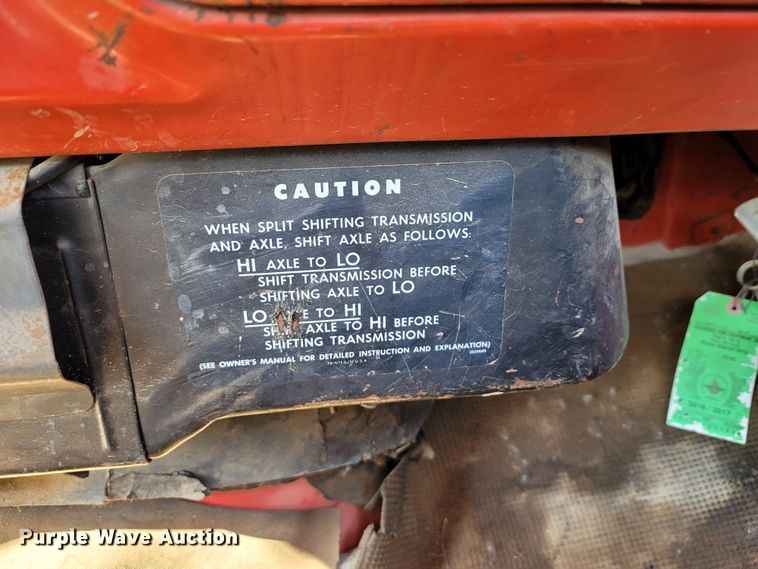 CAUTION
WHEN SPLIT SHIFTING TRANSMISSION
AND AXLE, SHIFT AXLE AS FOLLOWS:
HI AXLE TO LO
SHIFT TRANSMISSION BEFORE
SHIFTING AXLE TO LO
LO TO HI
AXLE TO HI BEFORE
SHIFTING TRANSMISSION
(SEE OWNER'S MANUAL FOR DETAILED INSTRUCTION AND EXPLANATION)
2016 / 2017
Purple Wave Auction